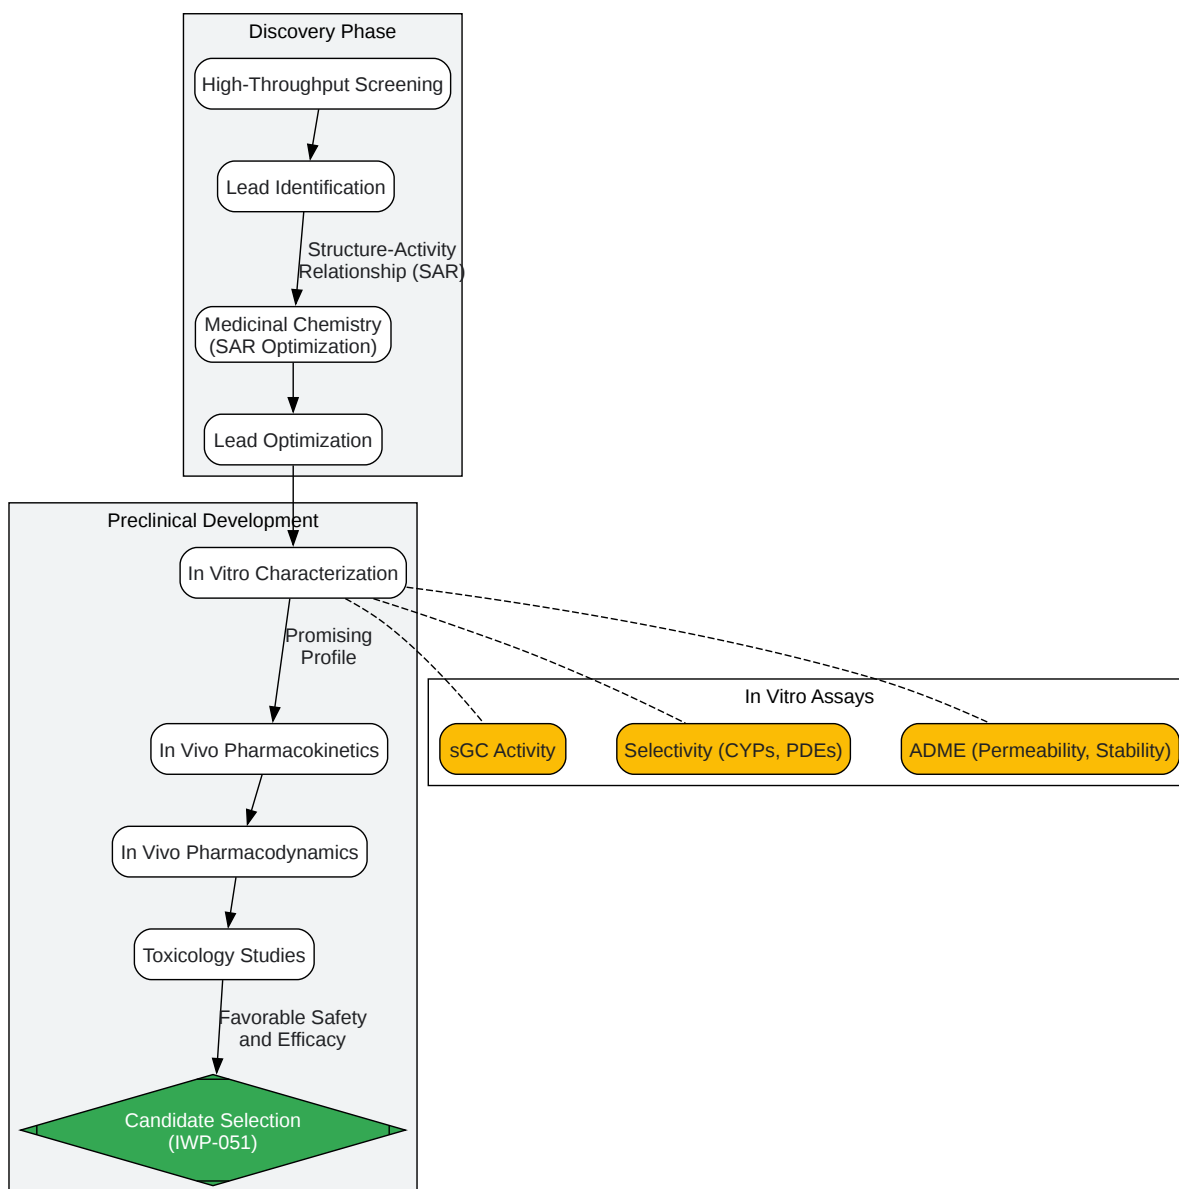 Discovery Phase
High-Throughput Screening
Lead Identification
Structure-Activity
Relationship (SAR)
Medicinal Chemistry
(SAR Optimization)
Lead Optimization
Preclinical Development
In Vitro Characterization
Promising
Profile
In Vitro Assays
sGC Activity
Selectivity (CYPs, PDEs)
ADME (Permeability, Stability)
In Vivo Pharmacokinetics
In Vivo Pharmacodynamics
Toxicology Studies
Favorable Safety
and Efficacy
Candidate Selection
(IWP-051)